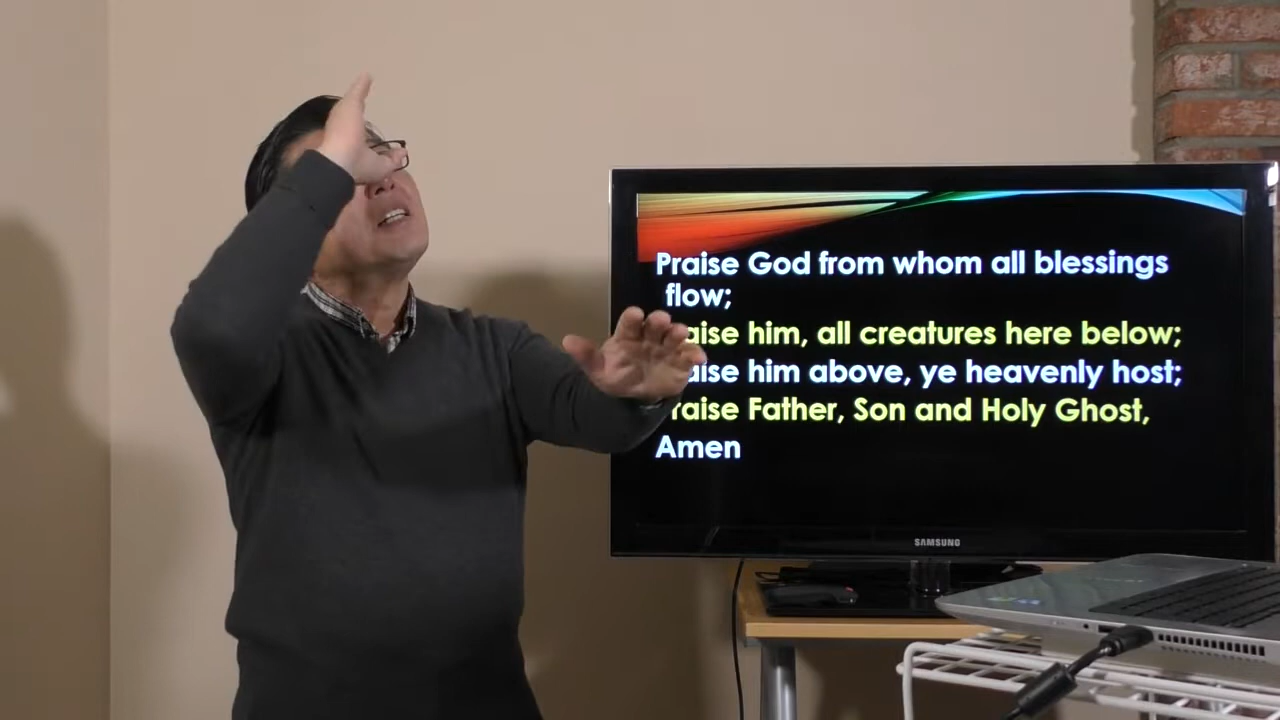 Praise God from whom all blessings
flow;
aise him, all creatures here below;
aise him above, ye heavenly host;
raise Father, Son and Holy Ghost,
Amen
SAMSUNG